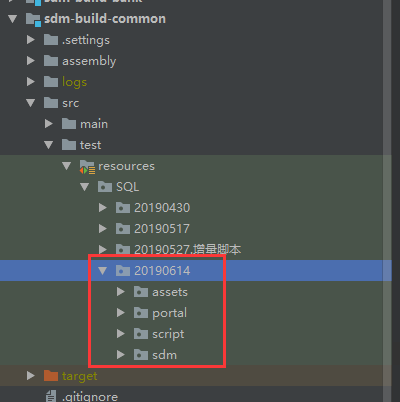 sdm-build-common
.settings
assembly
logs
src
main
test
resources
SQL
20190430
20190517
20190527.增量脚本
20190614
assets
portal
script
sdm
target
.gitignore